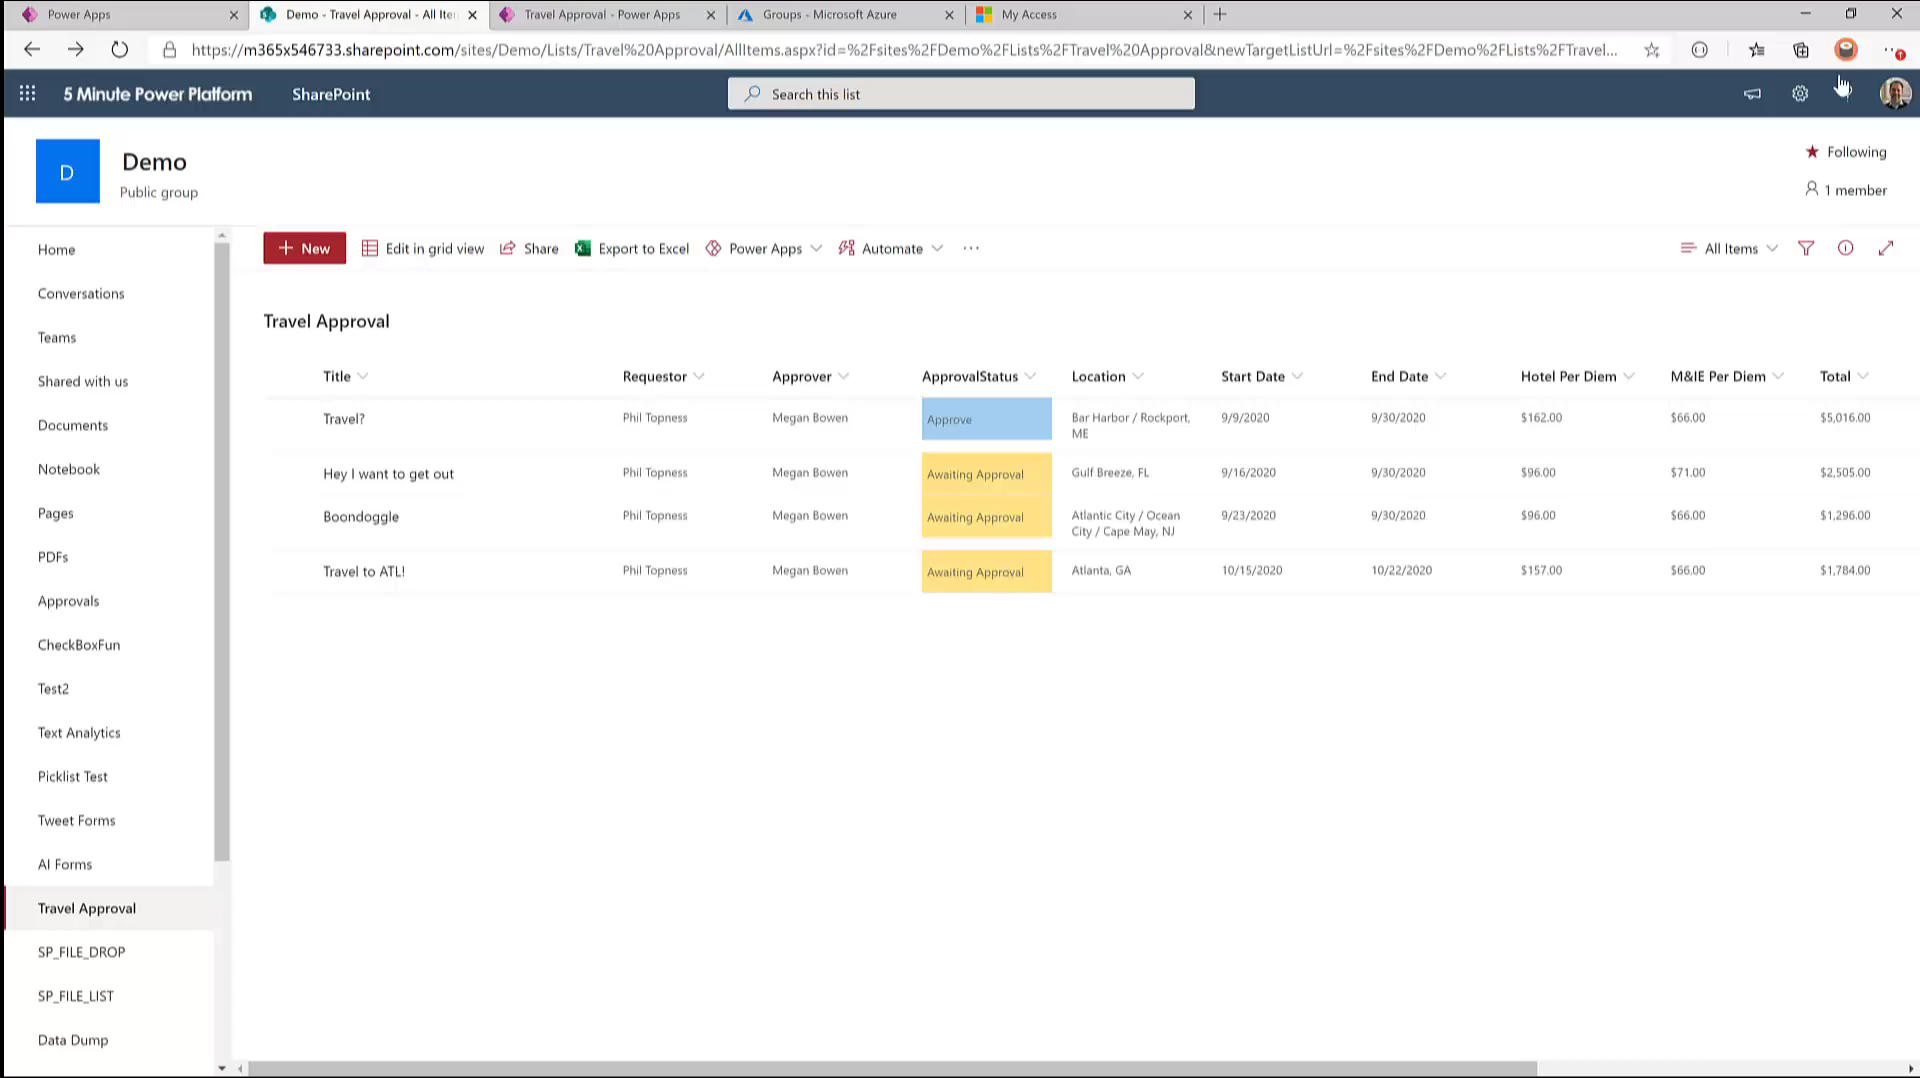 Power Apps
Demo - Travel Approval - All Ite
Travel Approval - Power Apps
Groups - Microsoft Azure
My Access
https://m365x546733.sharepoint.com/sites/Demo/Lists/Travel%20Approval/AllItems.aspx?id=%2Fsites%2FDemo%2FLists%2FTravel%20Approval&newTargetListUrl=%2Fsites%2FDemo%2FLists%2FTravel...
5 Minute Power Platform SharePoint
Search this list
D
Demo
Public group
Following
1 member
Home
Conversations
Teams
Shared with us
Documents
Notebook
Pages
PDFs
Approvals
CheckBoxFun
Test2
Text Analytics
Picklist Test
Tweet Forms
AI Forms
Travel Approval
SP_FILE_DROP
SP_FILE_LIST
Data Dump
+ New Edit in grid view Share Export to Excel Power Apps Automate ... All Items
Travel Approval
Title Requestor Approver ApprovalStatus Location Start Date End Date Hotel Per Diem M&IE Per Diem Total
Travel? Phil Topness Megan Bowen Approve Bar Harbor / Rockport, 9/9/2020 9/30/2020 $162.00 $66.00 $5,016.00
ME
Hey I want to get out Phil Topness Megan Bowen Awaiting Approval Gulf Breeze, FL 9/16/2020 9/30/2020 $96.00 $71.00 $2,505.00
Boondoggle Phil Topness Megan Bowen Awaiting Approval Atlantic City / Ocean 9/23/2020 9/30/2020 $96.00 $66.00 $1,296.00
City / Cape May, NJ
Travel to ATL! Phil Topness Megan Bowen Awaiting Approval Atlanta, GA 10/15/2020 10/22/2020 $157.00 $66.00 $1,784.00